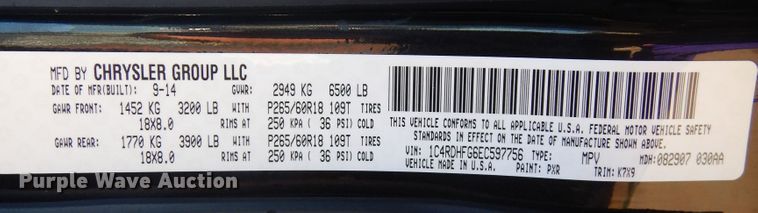 MFD BY CHRYSLER GROUP LLC
DATE OF MFR(BUILT): 9-14 GVWR: 2949 KG 6500 LB
GAWR FRONT: 1452 KG 3200 LB WITH P265/60R18 109T TIRES
18X8.0 RIMS AT 250 KPA ( 36 PSI) COLD
GAWR REAR: 1770 KG 3900 LB WITH P265/60R18 109T TIRES
18X8.0 RIMS AT 250 KPA ( 36 PSI) COLD
THIS VEHICLE CONFORMS TO ALL APPLICABLE U.S.A. FEDERAL MOTOR VEHICLE SAFETY
STANDARDS IN EFFECT ON THE DATE OF MANUFACTURE SHOWN ABOVE.
VIN: 1C4RDHFG6EC597756 TYPE: MPV MDH: 082907 030AA
VEHICLE MADE IN U.S.A. PAINT: PXR TRIM: K7X9
Purple Wave Auction